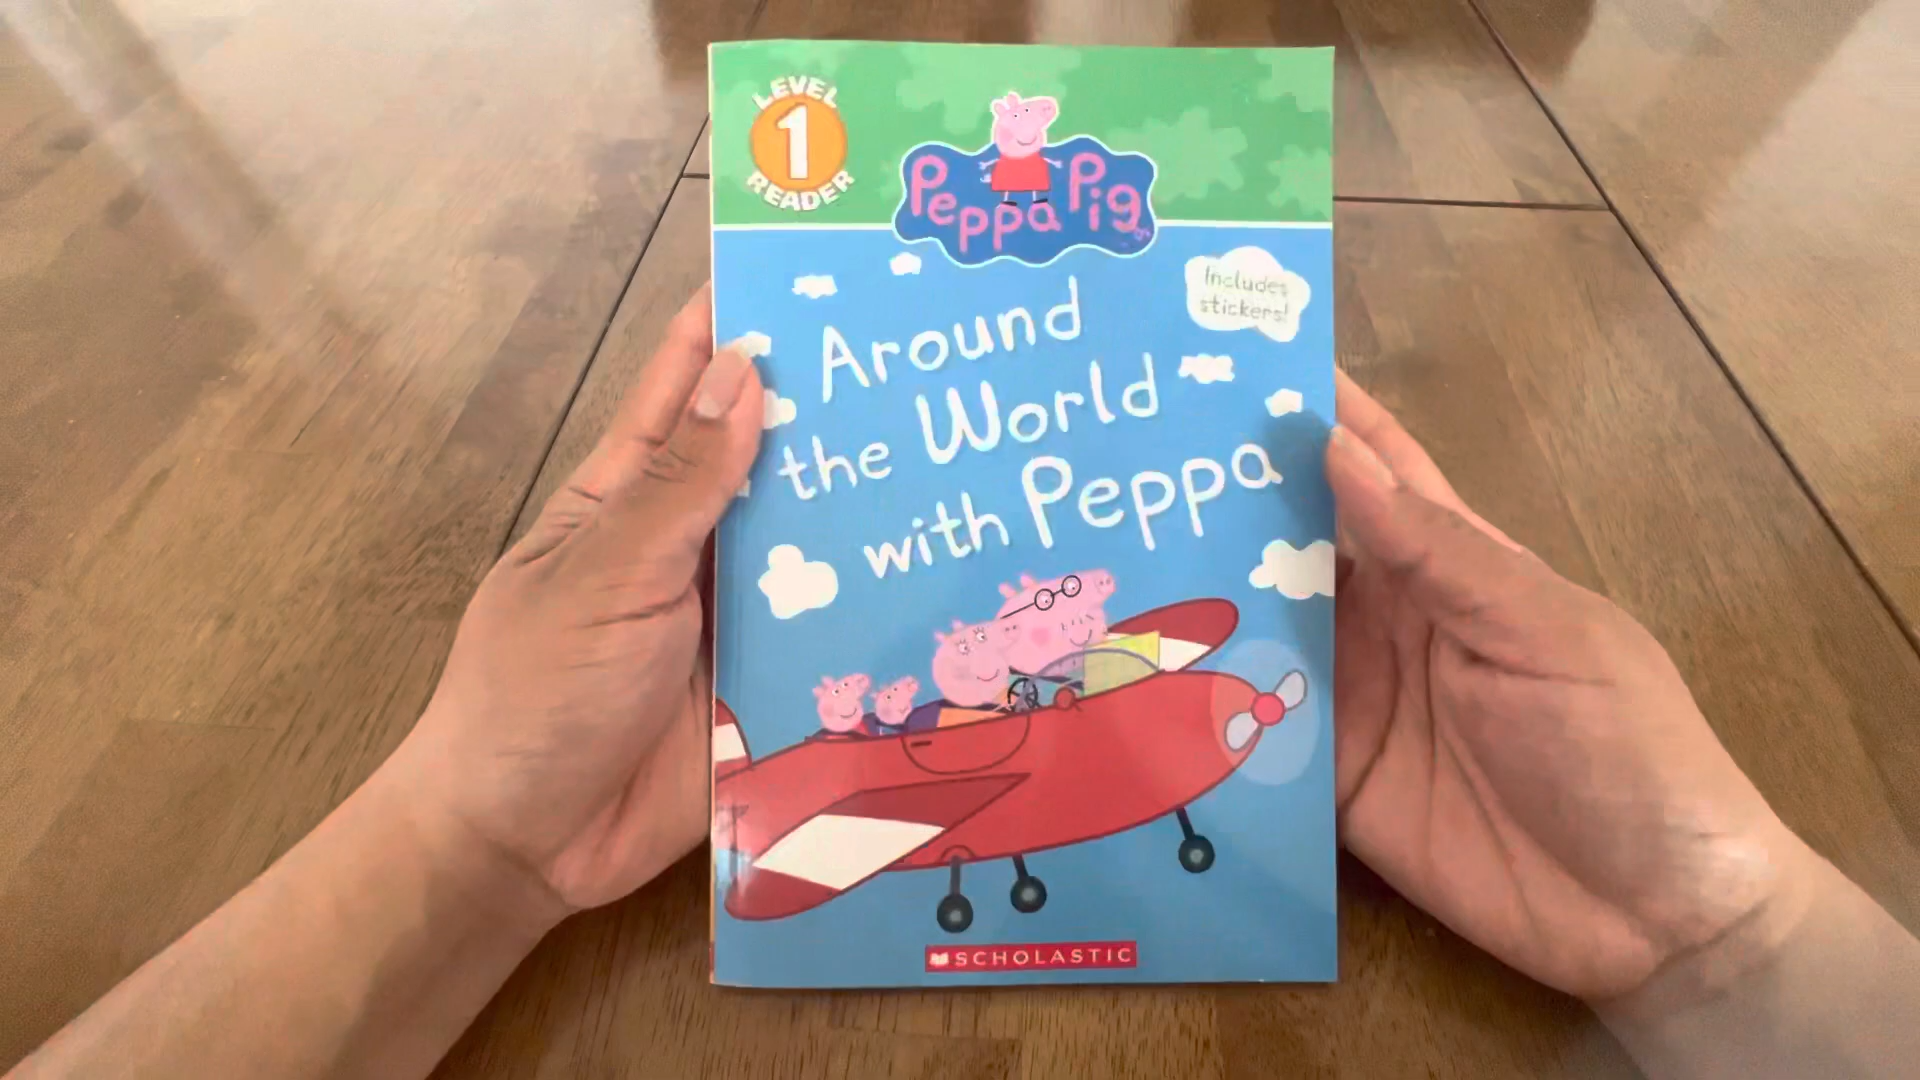 LEVEL
1
READER
Peppa Pig
Includes
stickers!
Around
the World
with Peppa
SCHOLASTIC